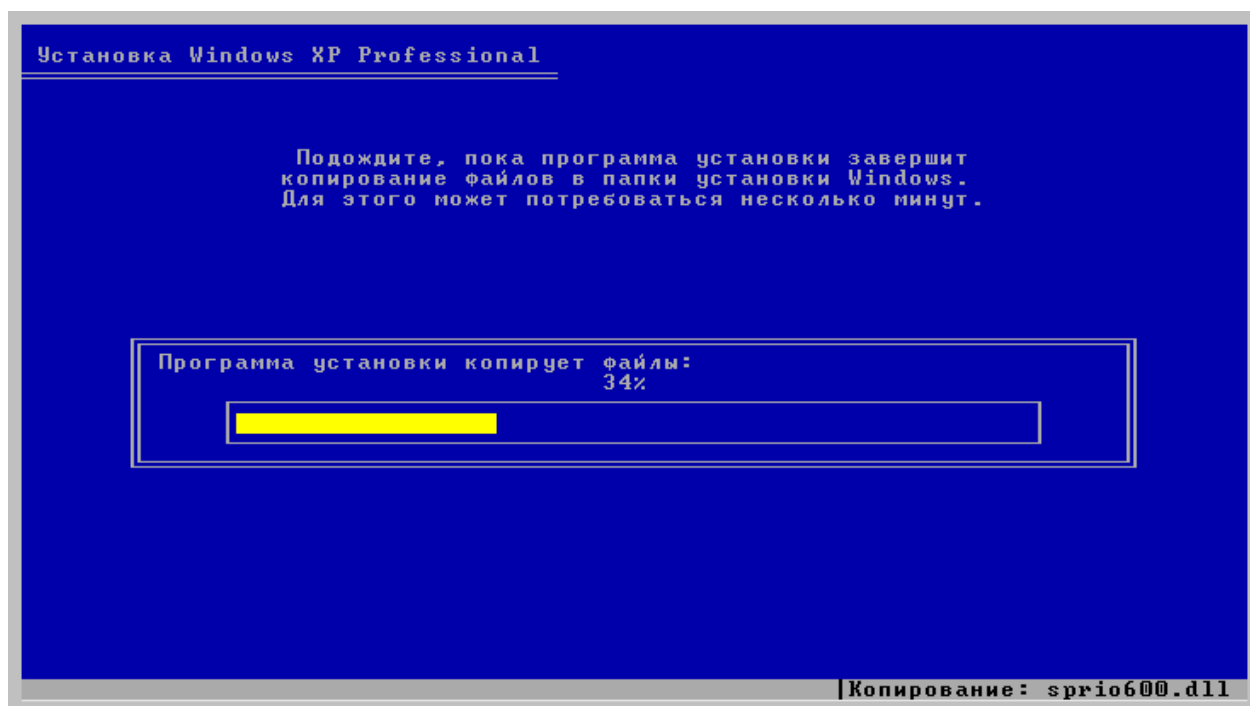 Установка Windows XP Professional
Подождите, пока программа установки завершит
копирование файлов в папки установки Windows.
Для этого может потребоваться несколько минут.
Программа установки копирует файлы:
34%
|Копирование: sprio600.dll